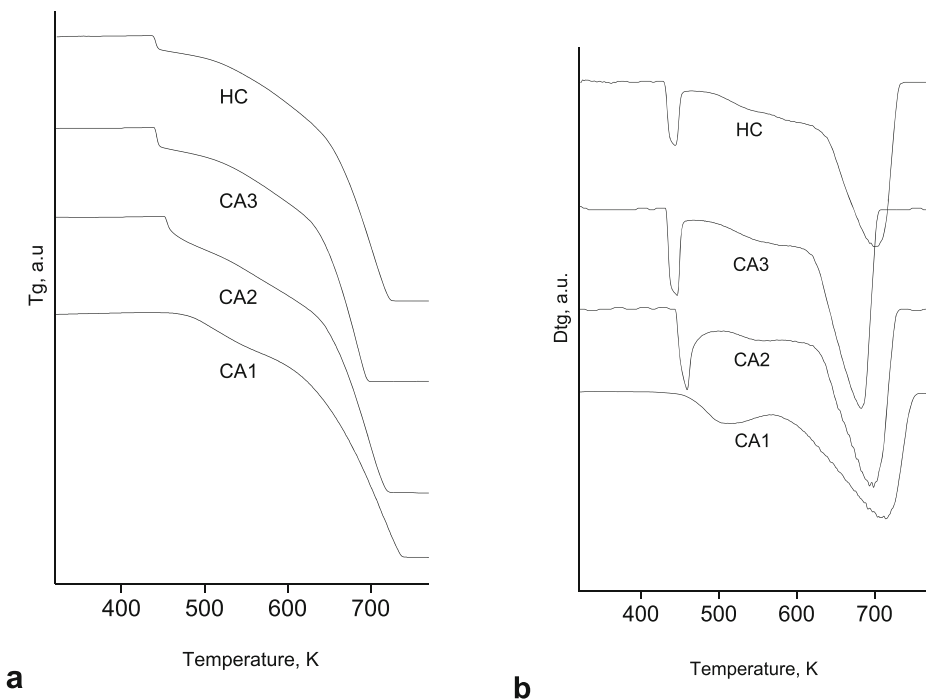 HC
CA3
CA2
CA1
Tg, a.u
400 500 600 700
Temperature, K
a
HC
CA3
CA2
CA1
Dtg, a.u.
400 500 600 700
Temperature, K
b